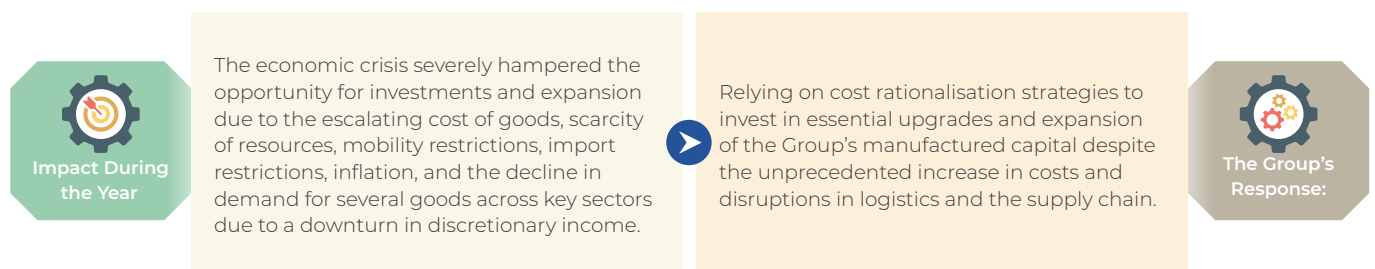 Impact During
the Year
The economic crisis severely hampered the
opportunity for investments and expansion
due to the escalating cost of goods, scarcity
of resources, mobility restrictions, import
restrictions, inflation, and the decline in
demand for several goods across key sectors
due to a downturn in discretionary income.
Relying on cost rationalisation strategies to
invest in essential upgrades and expansion
of the Group’s manufactured capital despite
the unprecedented increase in costs and
disruptions in logistics and the supply chain.
The Group’s
Response: